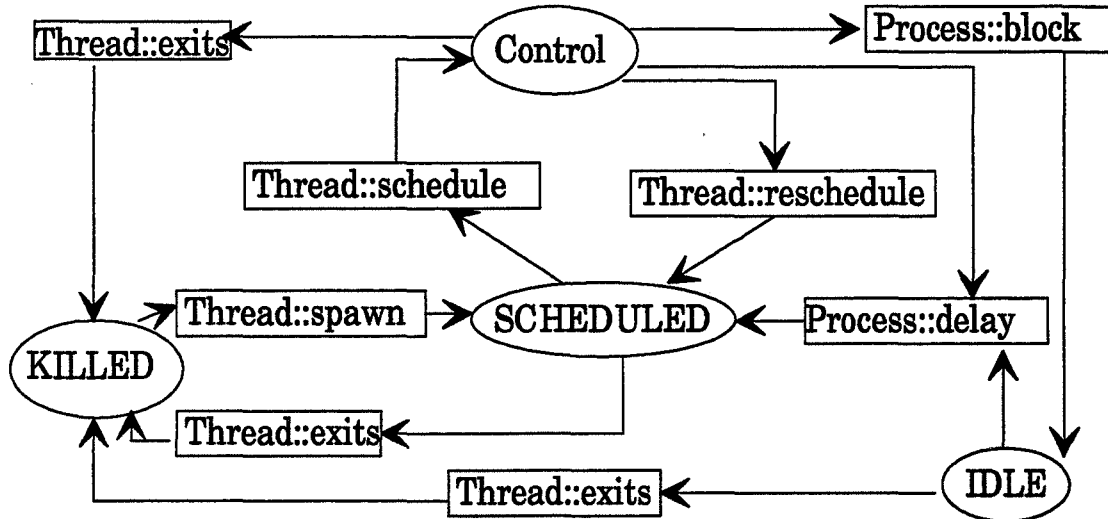 Thread::exits
Control
Process::block
Thread::schedule
Thread::reschedule
Thread::spawn
SCHEDULED
Process::delay
KILLED
Thread::exits
Thread::exits
IDLE